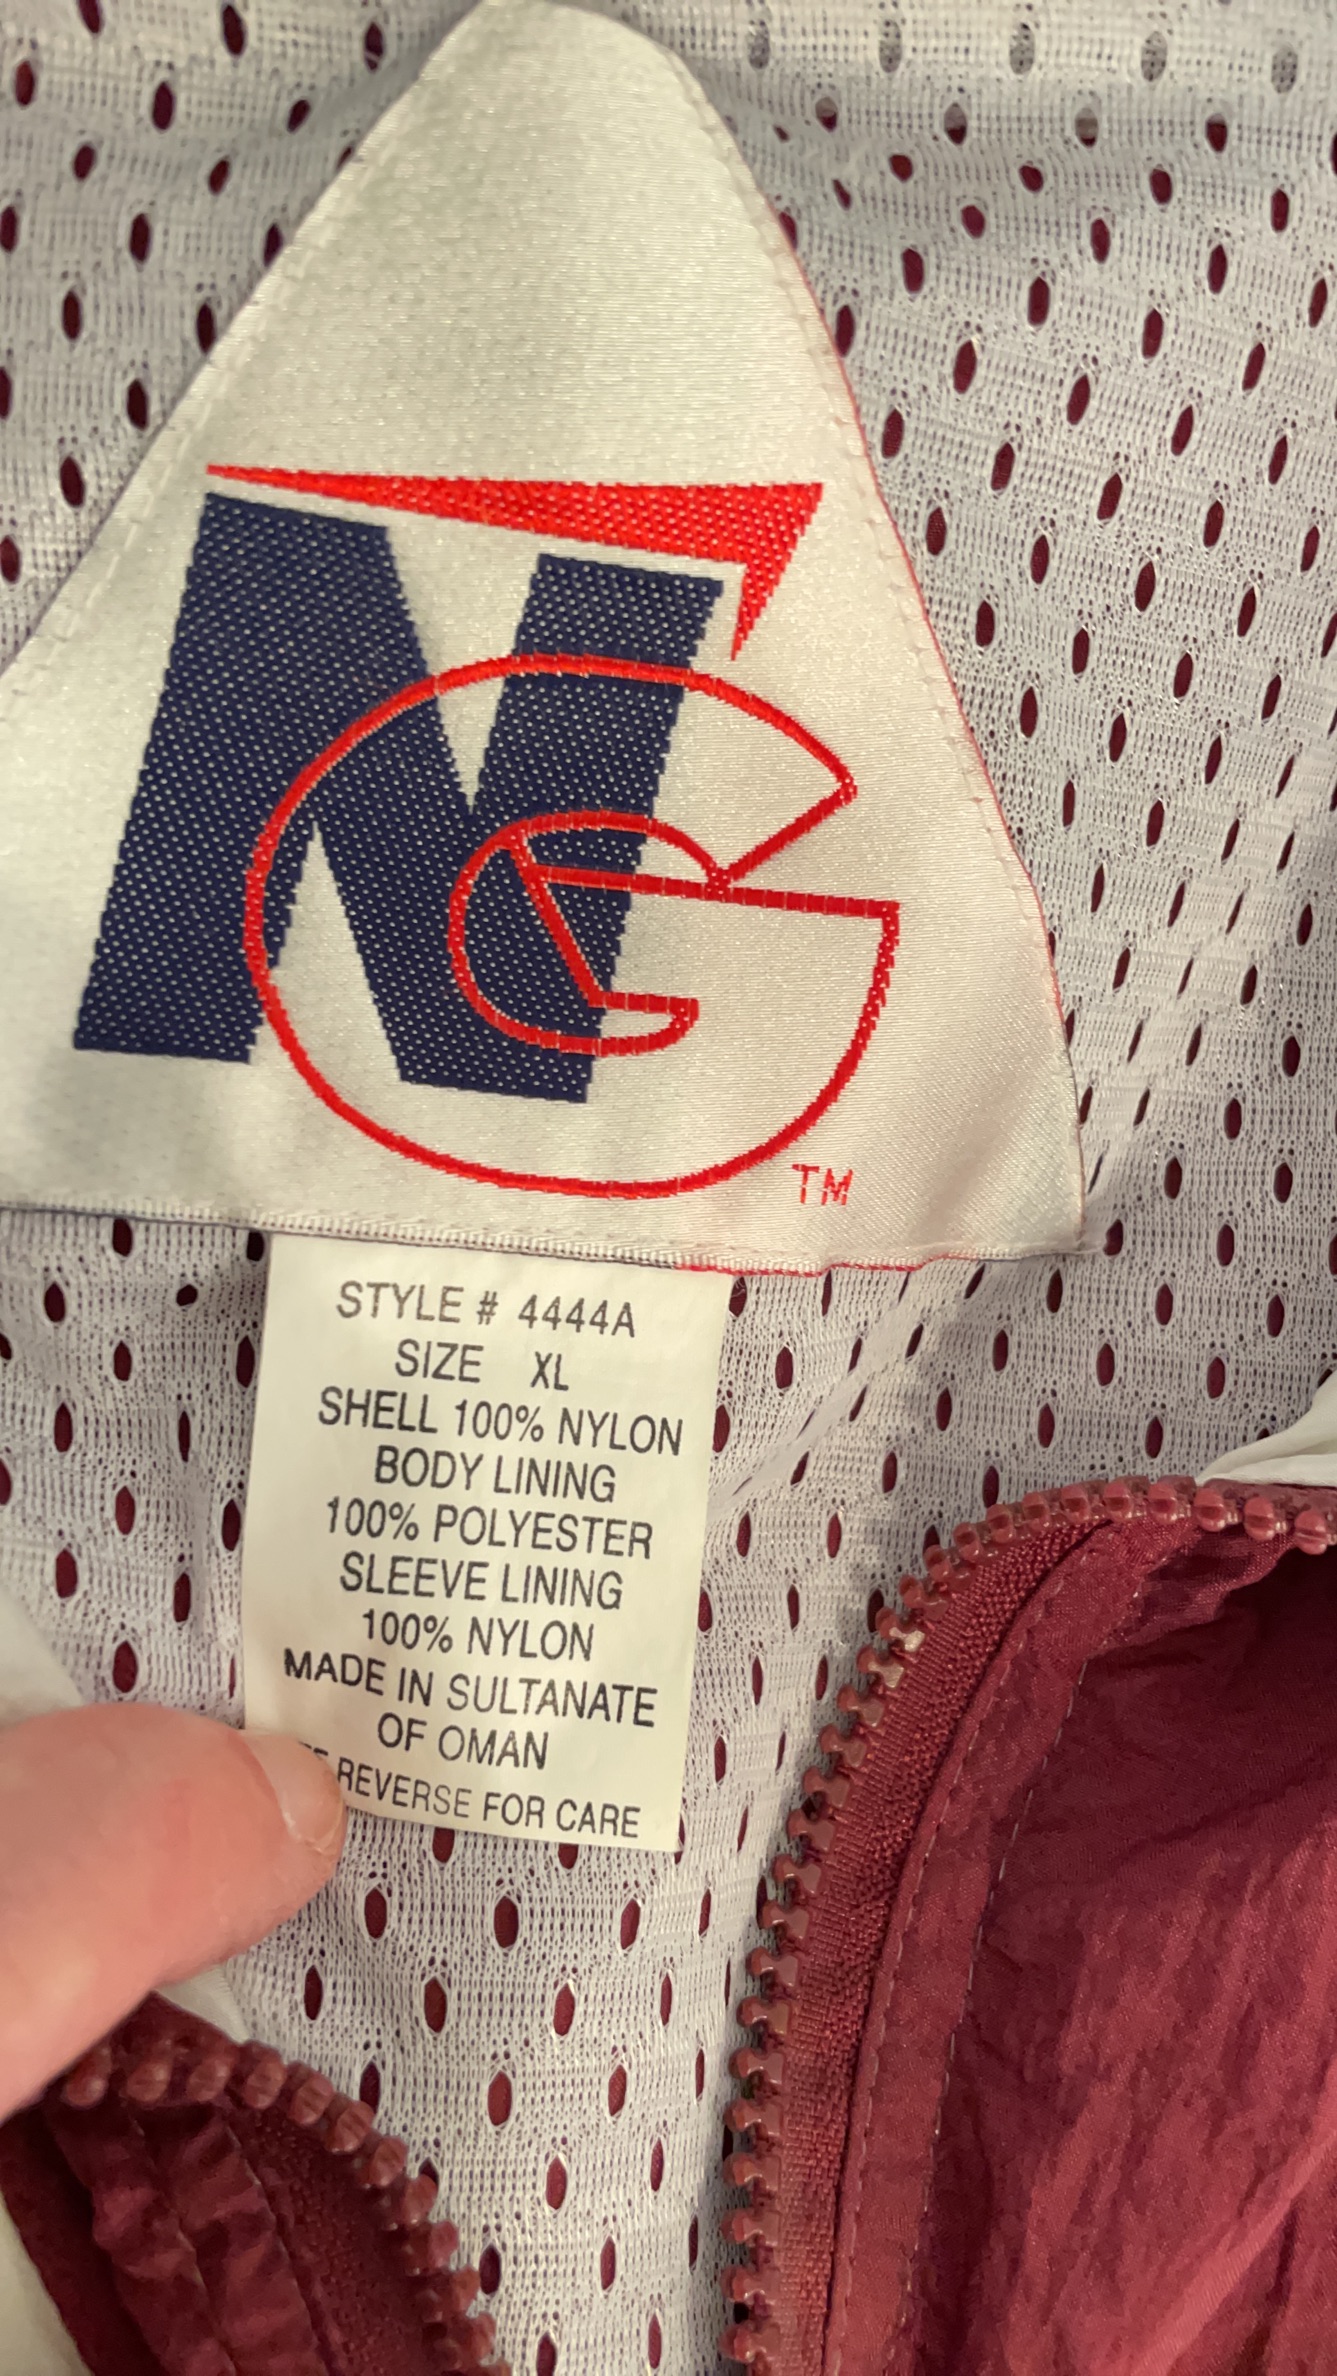 NG
TM
STYLE # 4444A
SIZE XL
SHELL 100% NYLON
BODY LINING
100% POLYESTER
SLEEVE LINING
100% NYLON
MADE IN SULTANATE
OF OMAN
REVERSE FOR CARE